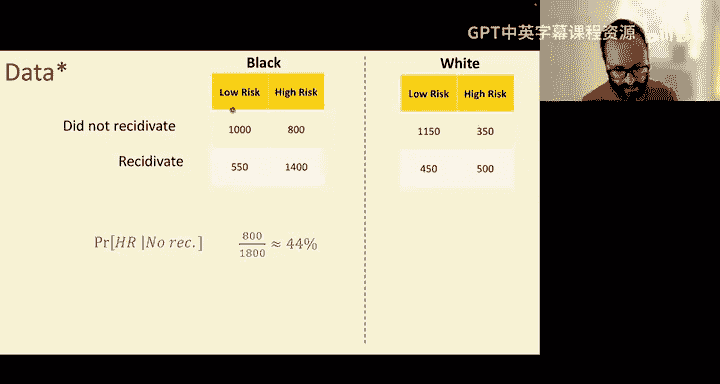 GPT中英字幕课程资源
Data*
Black White
Low Risk High Risk Low Risk High Risk
Did not recidivate 1000 800 1150 350
Recidivate 550 1400 450 500
Pr[HR |No rec.] 800/1800 ≈ 44%